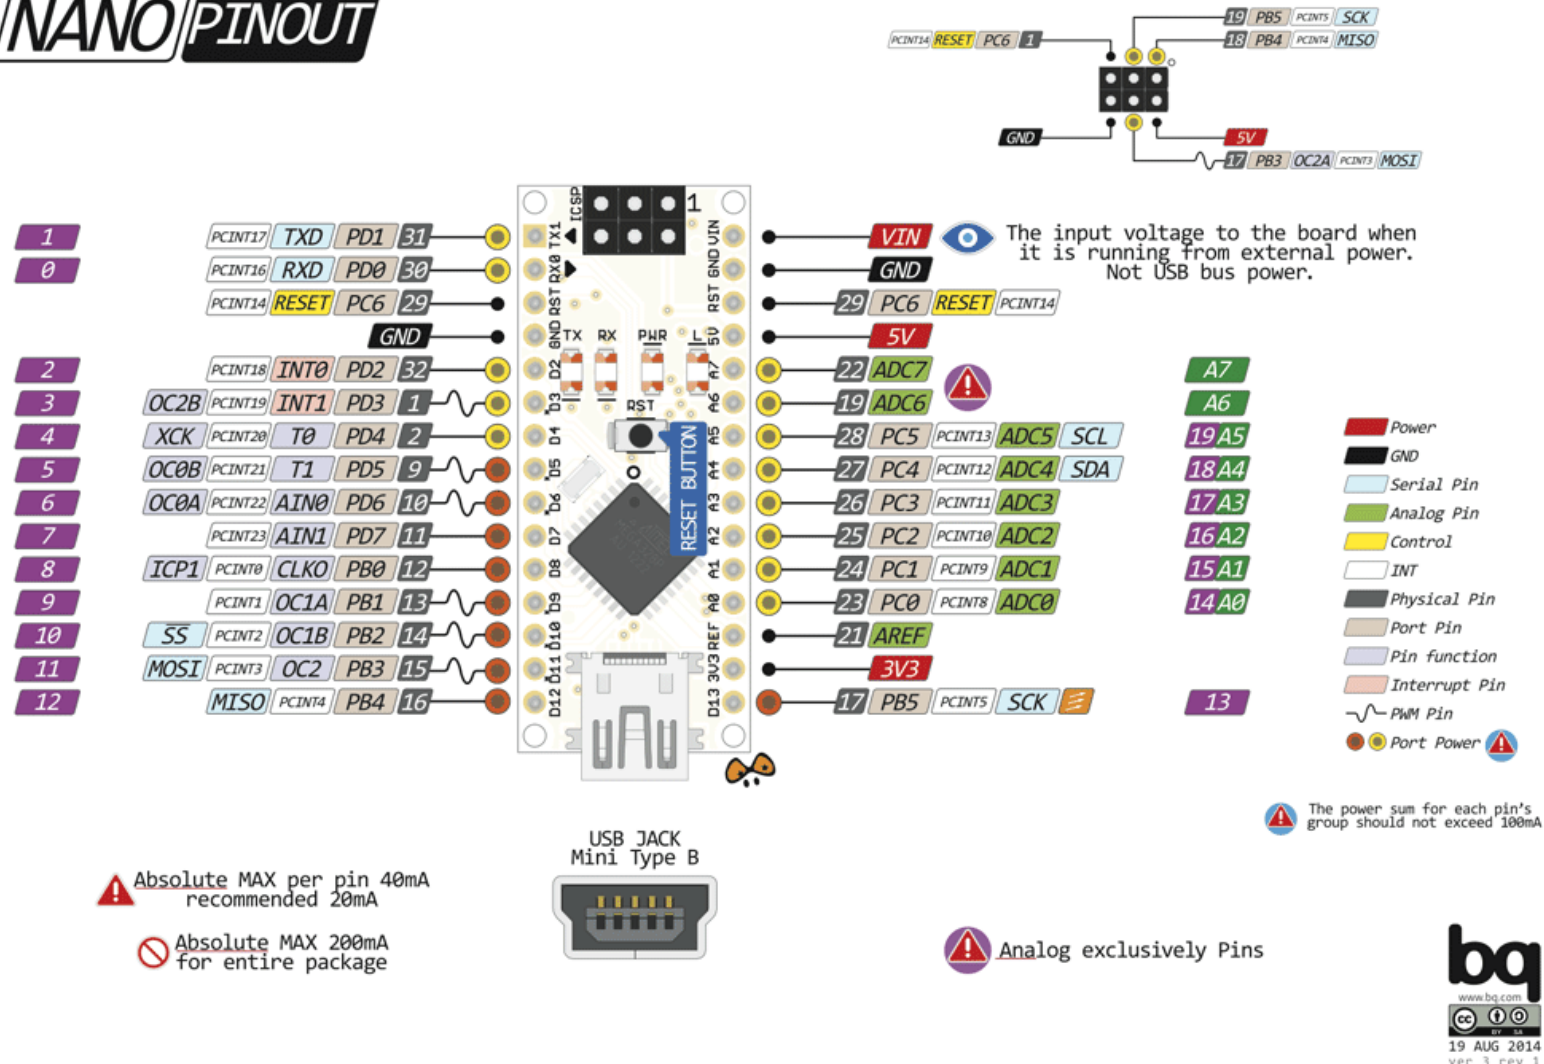 NANO PINOUT
19 PB5 PCINT5 SCK
PCINT14 RESET PC6 1
18 PB4 PCINT4 MISO
GND
5V
17 PB3 OC2A PCINT3 MOSI
ICSP
1
1 PCINT17 TXD PD1 31 TX1 VIN VIN
The input voltage to the board when
it is running from external power.
Not USB bus power.
0 PCINT16 RXD PD0 30 RX0 GND GND
PCINT14 RESET PC6 29 RST RST 29 PC6 RESET PCINT14
GND GND 5V 5V
TX RX PWR L
2 PCINT18 INT0 PD2 32 D2 A7 22 ADC7 A7
3 OC2B PCINT19 INT1 PD3 1 D3 A6 19 ADC6 A6
RST
4 XCK PCINT20 T0 PD4 2 D4 A5 28 PC5 PCINT13 ADC5 SCL 19 A5
5 OC0B PCINT21 T1 PD5 9 D5 A4 27 PC4 PCINT12 ADC4 SDA 18 A4
6 OC0A PCINT22 AIN0 PD6 10 D6 A3 26 PC3 PCINT11 ADC3 17 A3
RESET BUTTON
7 PCINT23 AIN1 PD7 11 D7 A2 25 PC2 PCINT10 ADC2 16 A2
8 ICP1 PCINT0 CLKO PB0 12 D8 A1 24 PC1 PCINT9 ADC1 15 A1
9 PCINT1 OC1A PB1 13 D9 A0 23 PC0 PCINT8 ADC0 14 A0
10 SS PCINT2 OC1B PB2 14 D10 REF 21 AREF
11 MOSI PCINT3 OC2 PB3 15 D11 3V3 3V3
12 MISO PCINT4 PB4 16 D12 D13 17 PB5 PCINT5 SCK 13
Power
GND
Serial Pin
Analog Pin
Control
INT
Physical Pin
Port Pin
Pin function
Interrupt Pin
PWM Pin
Port Power
The power sum for each pin's
group should not exceed 100mA
USB JACK
Mini Type B
Absolute MAX per pin 40mA
recommended 20mA
Absolute MAX 200mA
for entire package
Analog exclusively Pins
bq
www.bq.com
cc BY SA
19 AUG 2014
ver 3 rev 1